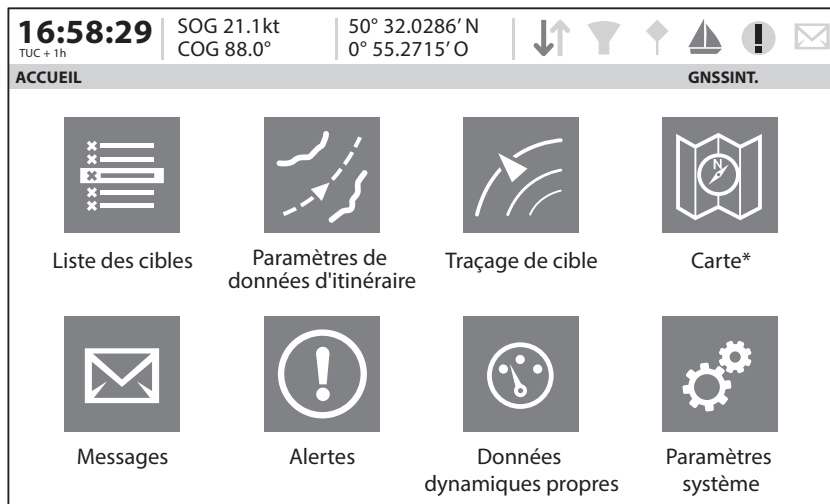 16:58:29
TUC + 1h
SOG 21.1kt
COG 88.0°
50° 32.0286’ N
0° 55.2715’ O
ACCUEIL
GNSSINT.
Liste des cibles
Paramètres de
données d'itinéraire
Traçage de cible
N
Carte*
Messages
Alertes
Données
dynamiques propres
Paramètres
système